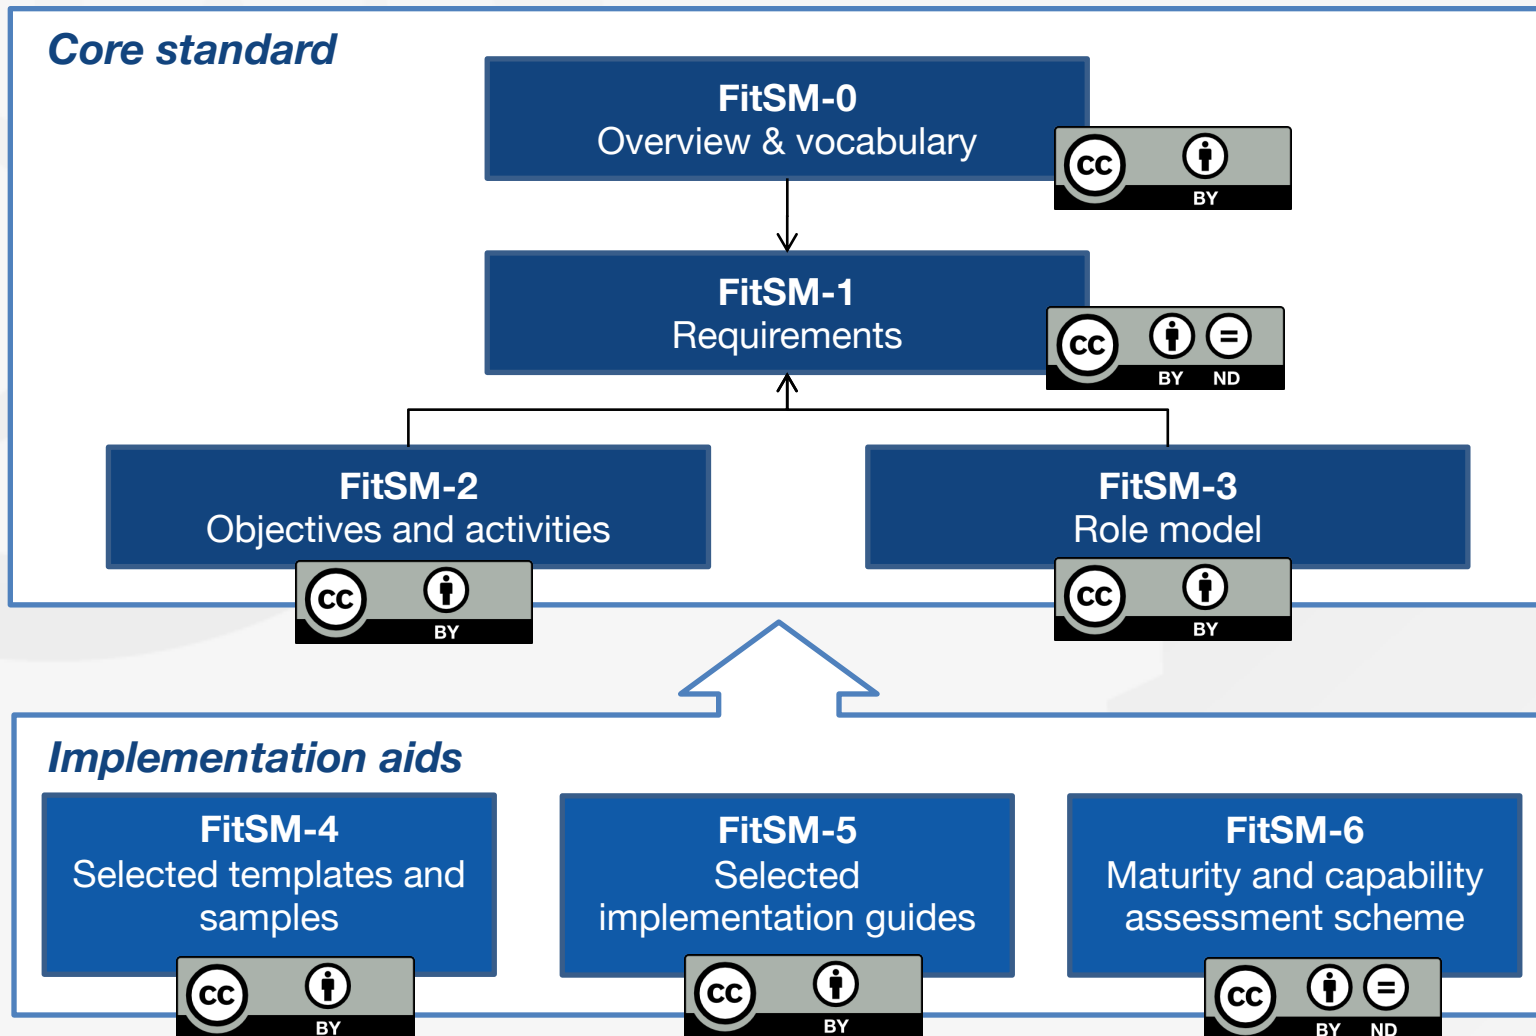 Core standard
FitSM-0
Overview & vocabulary
CC
BY
FitSM-1
Requirements
CC
=
BY ND
FitSM-2
Objectives and activities
CC
BY
FitSM-3
Role model
CC
BY
Implementation aids
FitSM-4
Selected templates and
samples
CC
BY
FitSM-5
Selected
implementation guides
CC
BY
FitSM-6
Maturity and capability
assessment scheme
CC
=
BY ND